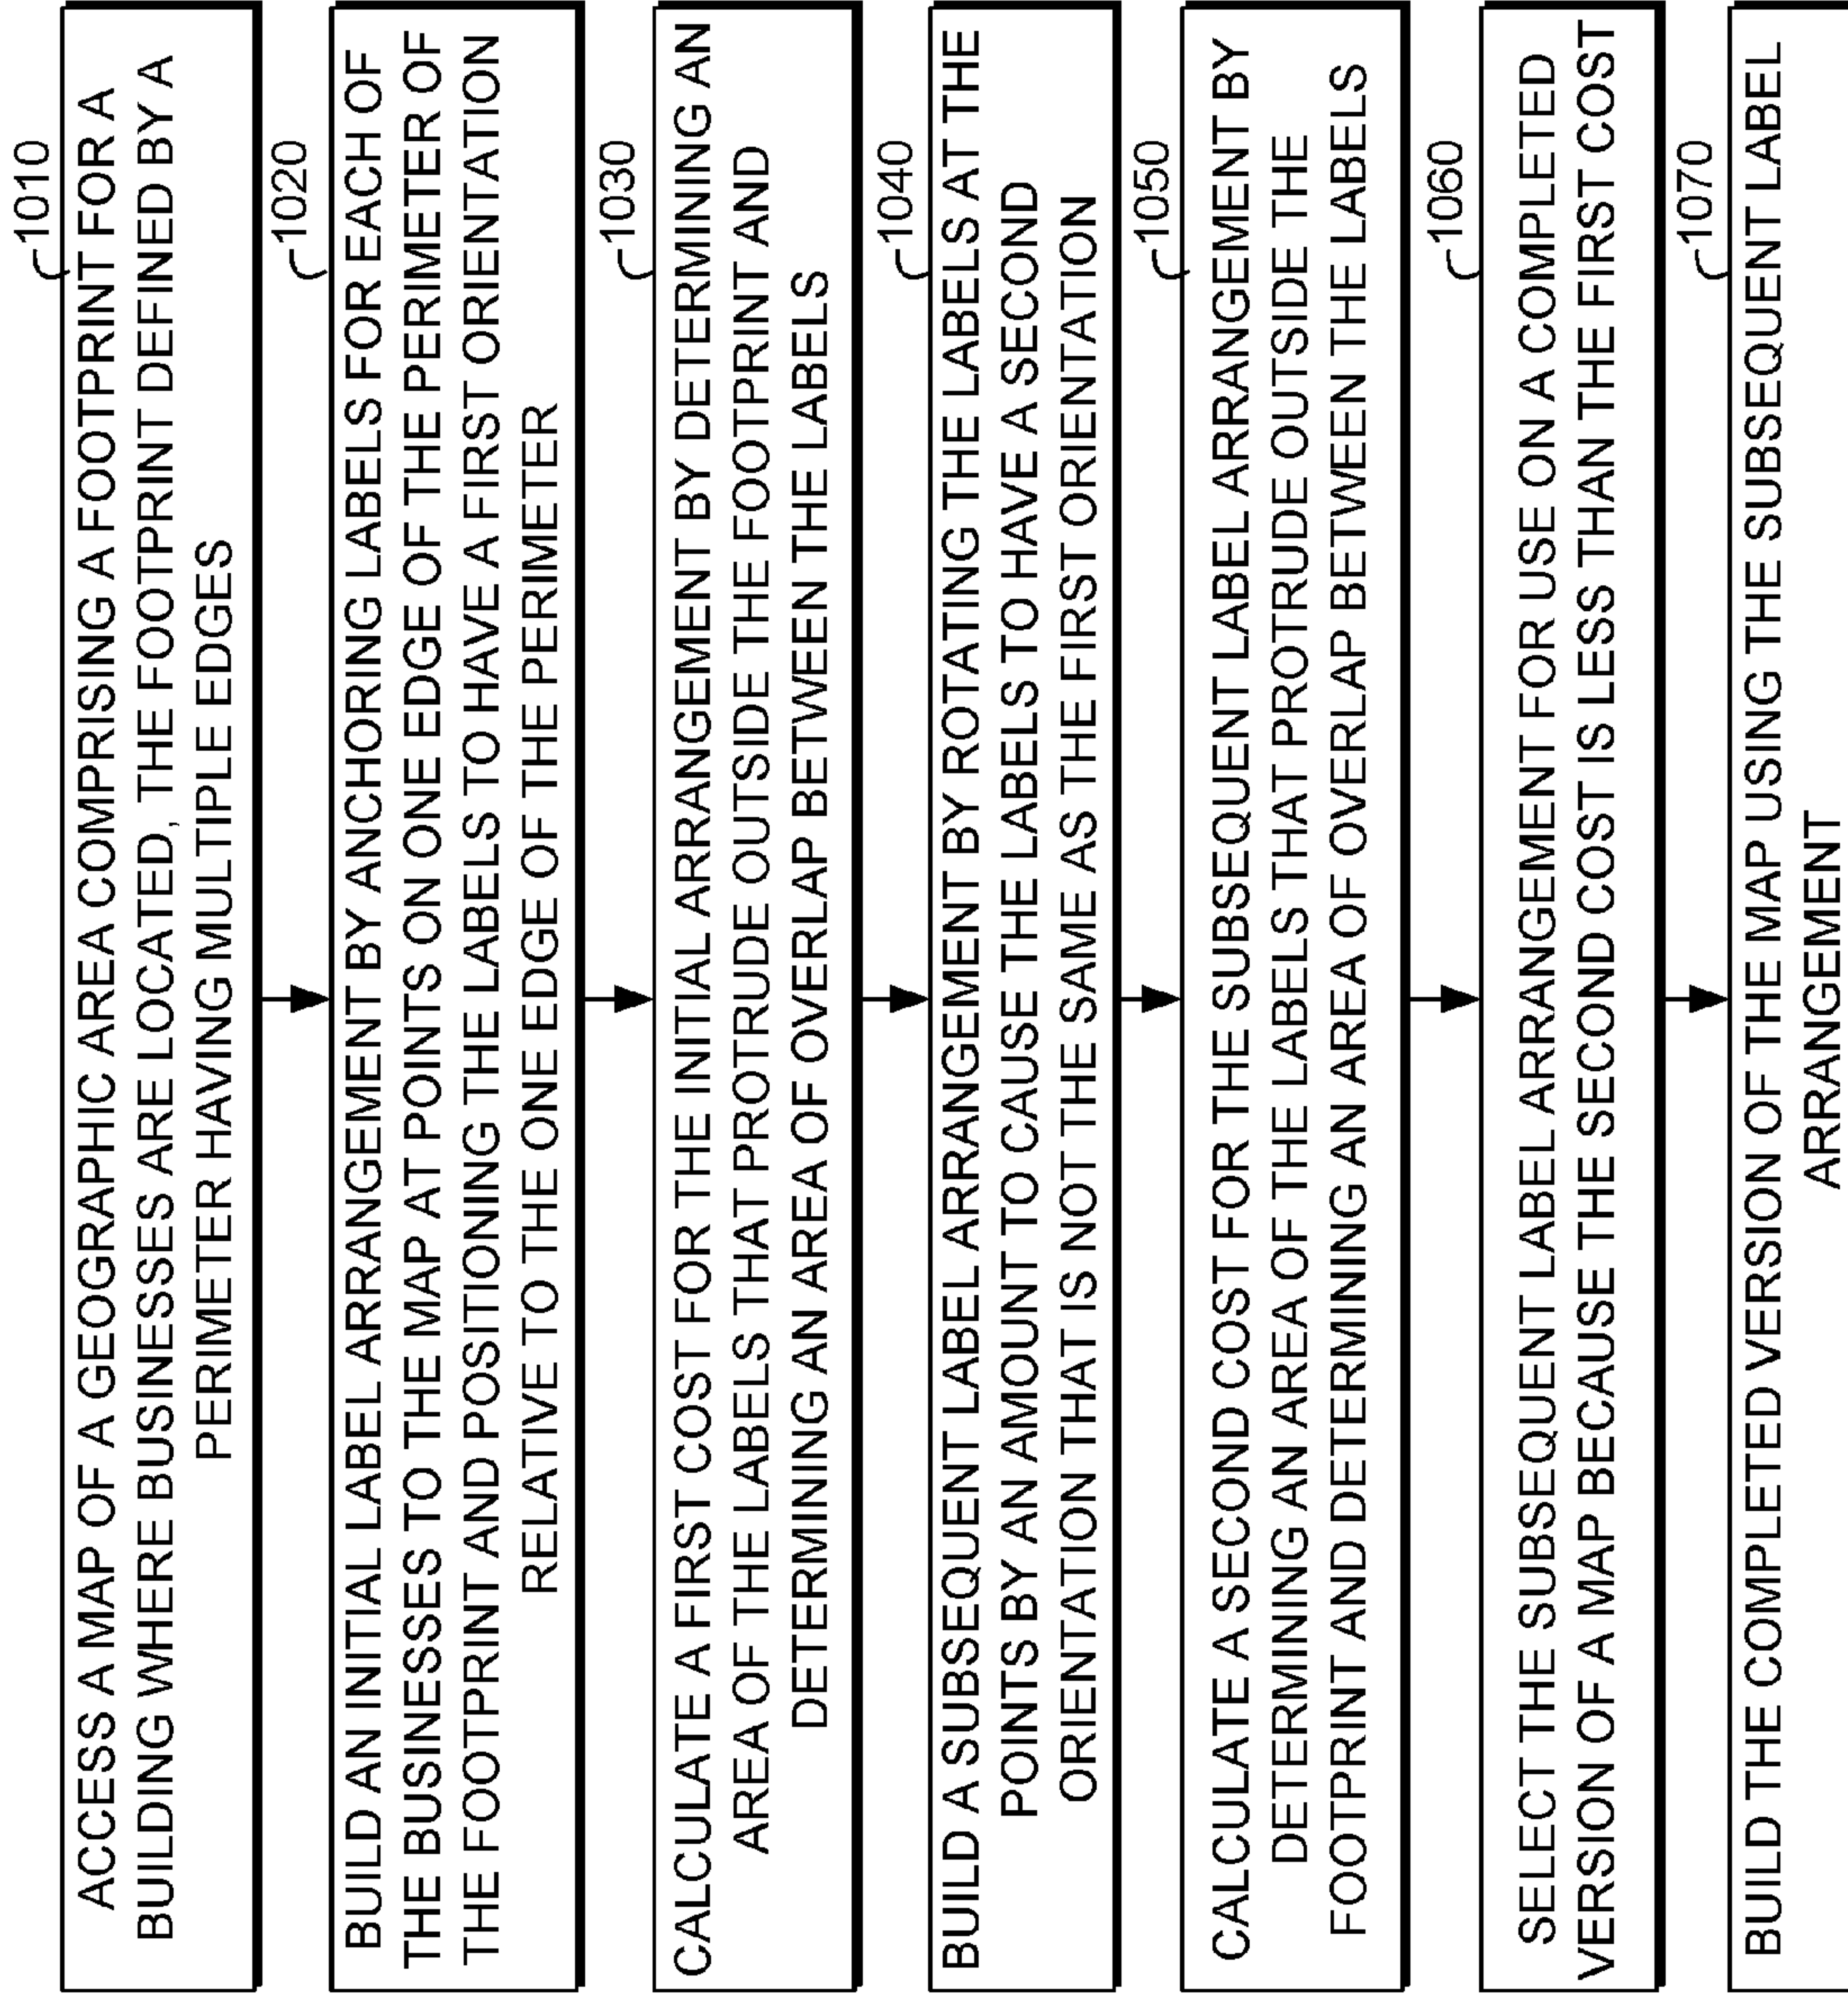 1010
ACCESS A MAP OF A GEOGRAPHIC AREA COMPRISING A FOOTPRINT FOR A
BUILDING WHERE BUSINESSES ARE LOCATED, THE FOOTPRINT DEFINED BY A
PERIMETER HAVING MULTIPLE EDGES
1020
BUILD AN INITIAL LABEL ARRANGEMENT BY ANCHORING LABELS FOR EACH OF
THE BUSINESSES TO THE MAP AT POINTS ON ONE EDGE OF THE PERIMETER OF
THE FOOTPRINT AND POSITIONING THE LABELS TO HAVE A FIRST ORIENTATION
RELATIVE TO THE ONE EDGE OF THE PERIMETER
1030
CALCULATE A FIRST COST FOR THE INITIAL ARRANGEMENT BY DETERMINING AN
AREA OF THE LABELS THAT PROTRUDE OUTSIDE THE FOOTPRINT AND
DETERMINING AN AREA OF OVERLAP BETWEEN THE LABELS
1040
BUILD A SUBSEQUENT LABEL ARRANGEMENT BY ROTATING THE LABELS AT THE
POINTS BY AN AMOUNT TO CAUSE THE LABELS TO HAVE A SECOND
ORIENTATION THAT IS NOT THE SAME AS THE FIRST ORIENTATION
1050
CALCULATE A SECOND COST FOR THE SUBSEQUENT LABEL ARRANGEMENT BY
DETERMINING AN AREA OF THE LABELS THAT PROTRUDE OUTSIDE THE
FOOTPRINT AND DETERMINING AN AREA OF OVERLAP BETWEEN THE LABELS
1060
SELECT THE SUBSEQUENT LABEL ARRANGEMENT FOR USE ON A COMPLETED
VERSION OF A MAP BECAUSE THE SECOND COST IS LESS THAN THE FIRST COST
1070
BUILD THE COMPLETED VERSION OF THE MAP USING THE SUBSEQUENT LABEL
ARRANGEMENT